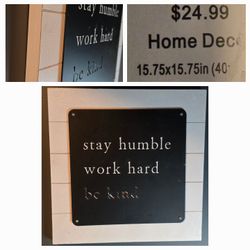 stay humble
work hard
be kind
$24.99
Home Dec
15.75x15.75in (40
stay humble
work hard
be kind